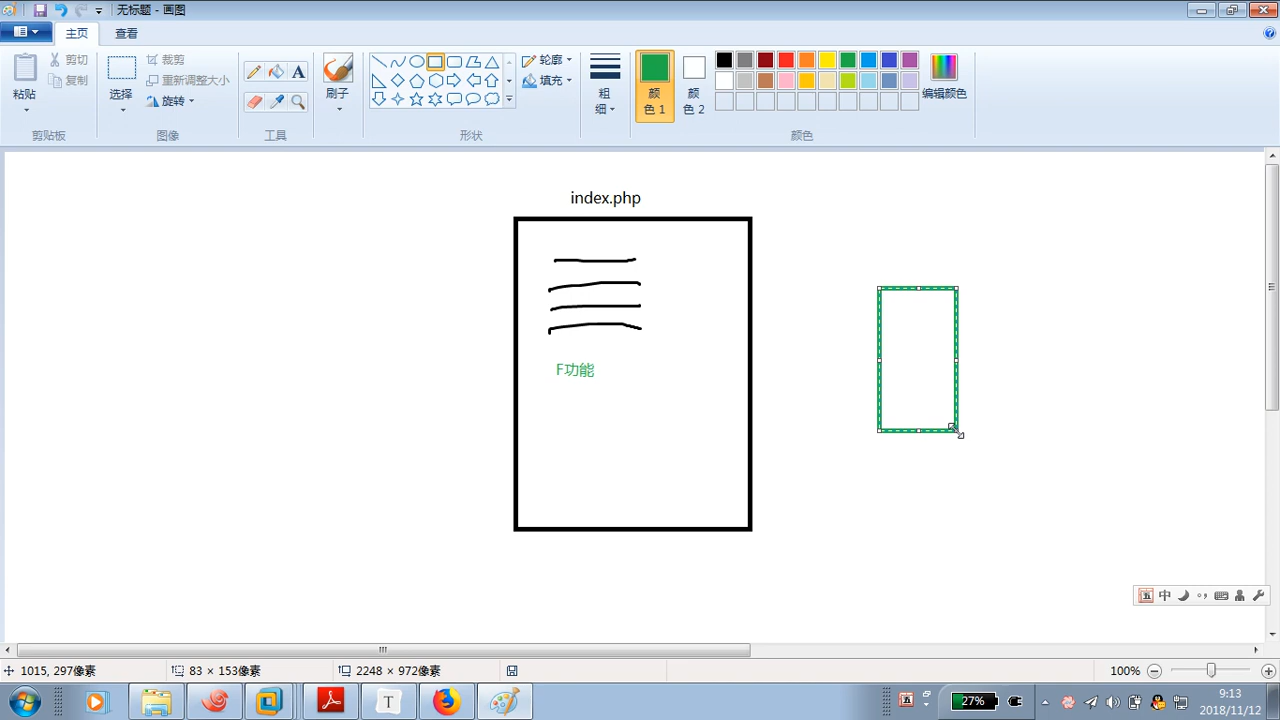 无标题 - 画图
主页
查看
粘贴
剪切
复制
剪贴板
选择
裁剪
重新调整大小
旋转
图像
A
工具
刷子
轮廓
填充
形状
粗
细
颜
色 1
颜
色 2
编辑颜色
颜色
index.php
F功能
五 中
1015, 297像素
83 × 153像素
2248 × 972像素
100%
T
27%
9:13
2018/11/12